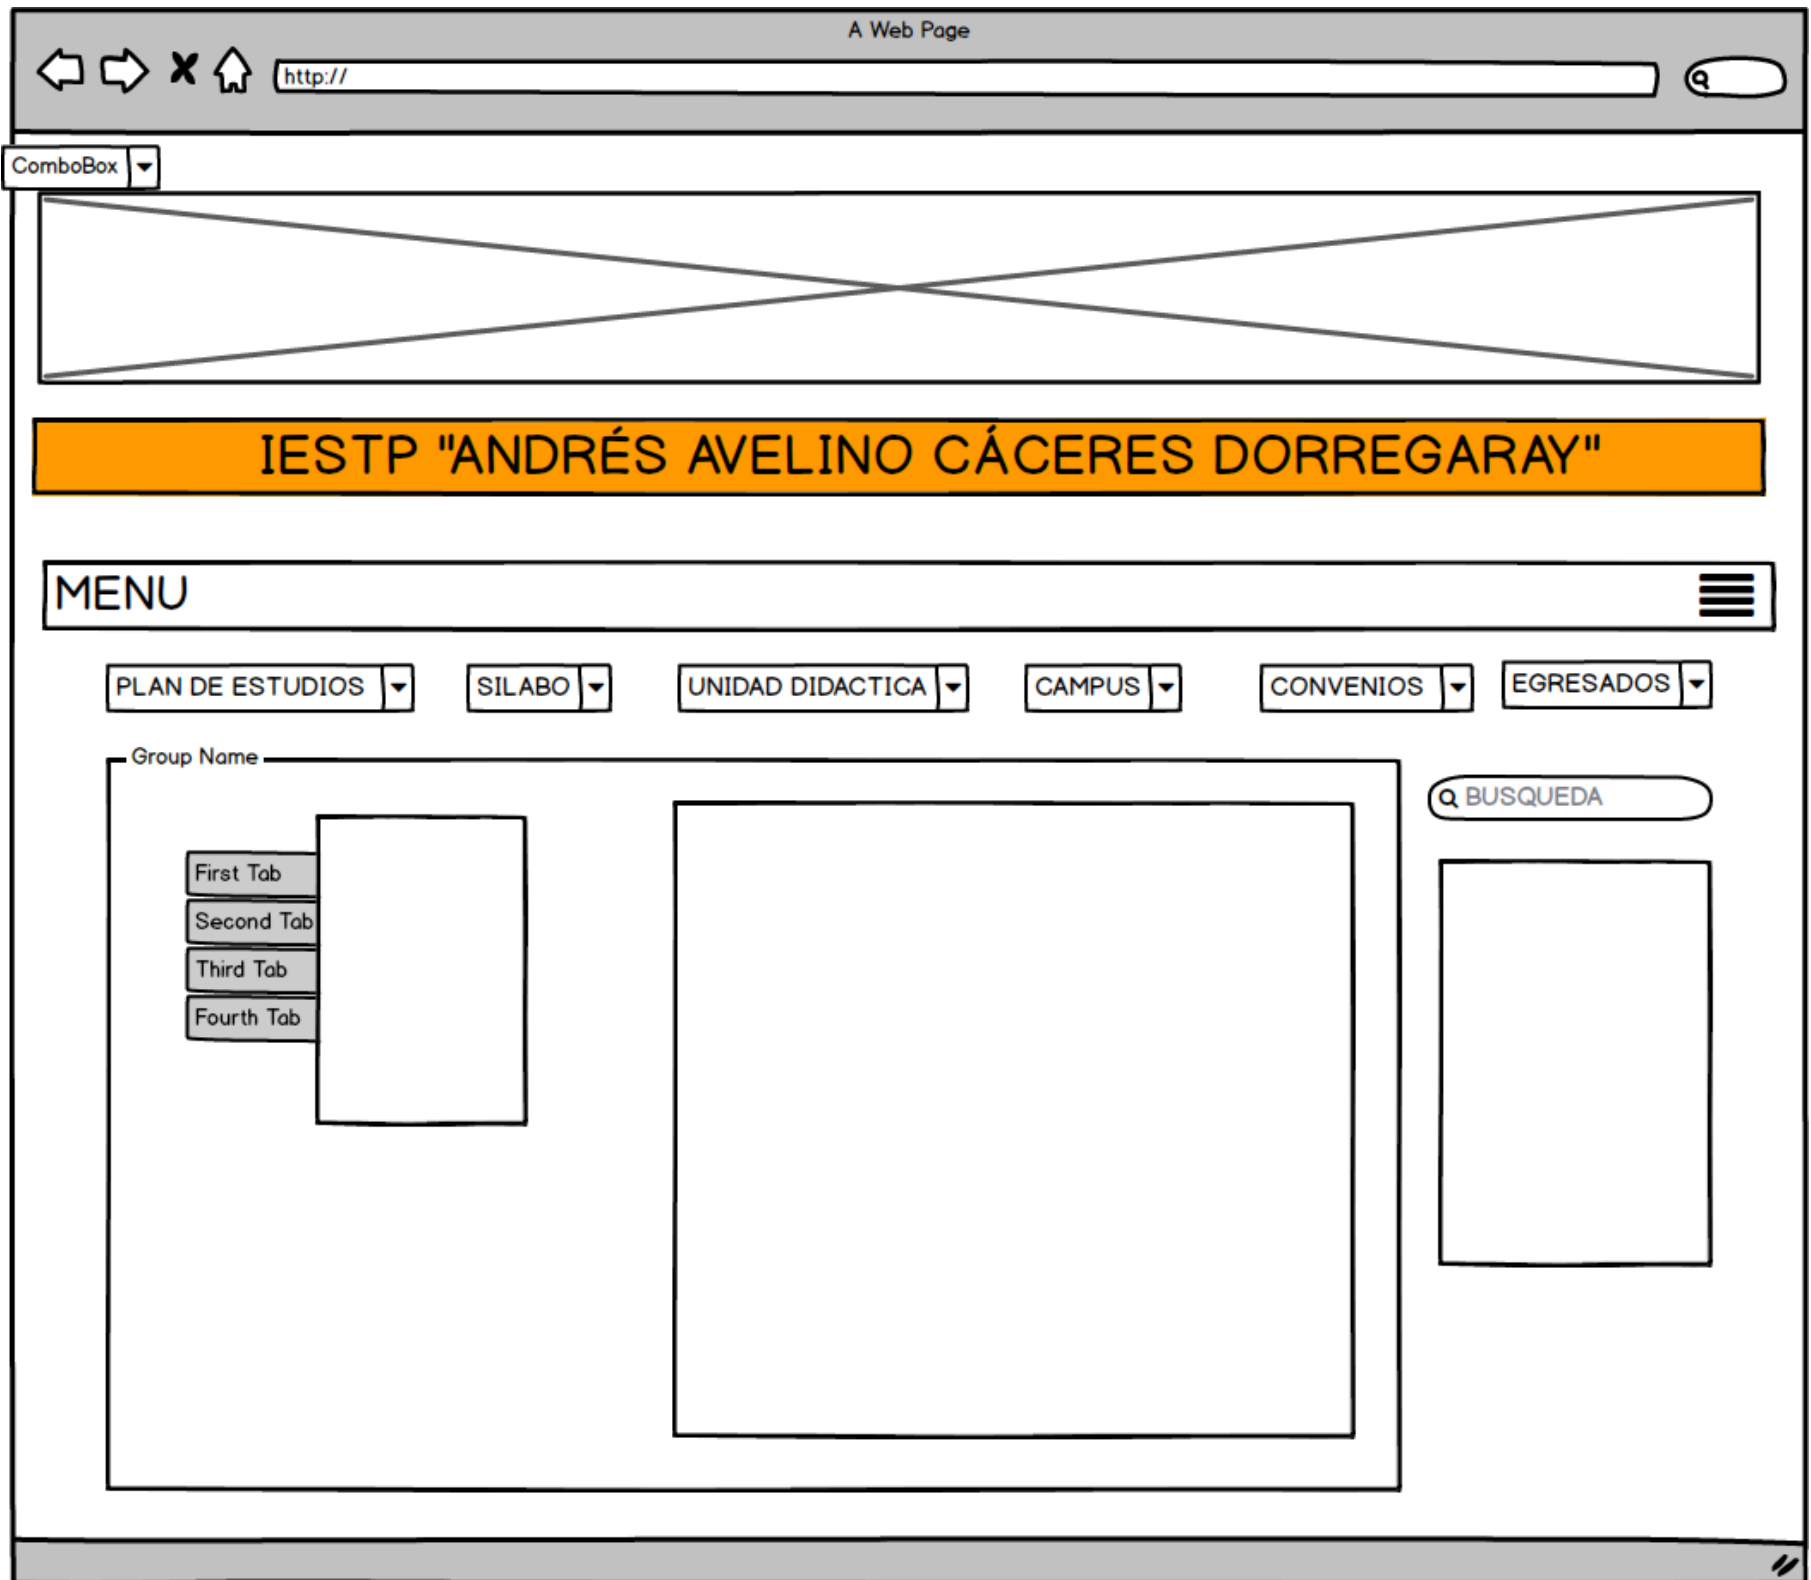 A Web Page
http://
ComboBox
IESTP "ANDRÉS AVELINO CÁCERES DORREGARAY"
MENU
PLAN DE ESTUDIOS
SILABO
UNIDAD DIDACTICA
CAMPUS
CONVENIOS
EGRESADOS
Group Name
BUSQUEDA
First Tab
Second Tab
Third Tab
Fourth Tab